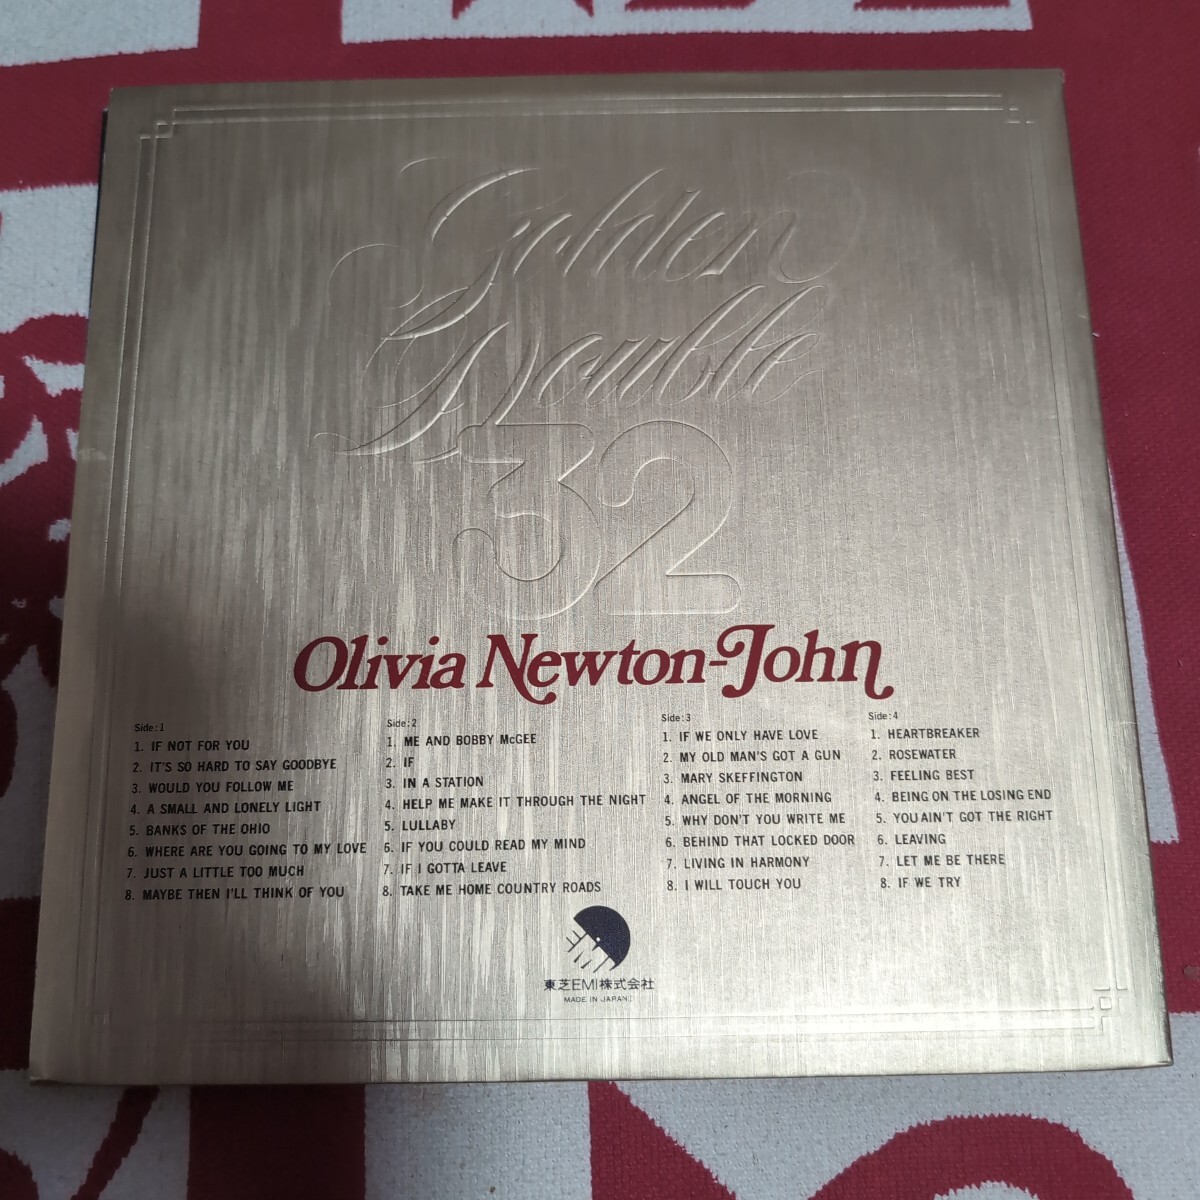 Golden
Double
32
Olivia Newton-John
Side:1
1. IF NOT FOR YOU
2. IT'S SO HARD TO SAY GOODBYE
3. WOULD YOU FOLLOW ME
4. A SMALL AND LONELY LIGHT
5. BANKS OF THE OHIO
6. WHERE ARE YOU GOING TO MY LOVE
7. JUST A LITTLE TOO MUCH
8. MAYBE THEN I'LL THINK OF YOU
Side:2
1. ME AND BOBBY McGEE
2. IF
3. IN A STATION
4. HELP ME MAKE IT THROUGH THE NIGHT
5. LULLABY
6. IF YOU COULD READ MY MIND
7. IF I GOTTA LEAVE
8. TAKE ME HOME COUNTRY ROADS
Side:3
1. IF WE ONLY HAVE LOVE
2. MY OLD MAN'S GOT A GUN
3. MARY SKEFFINGTON
4. ANGEL OF THE MORNING
5. WHY DON'T YOU WRITE ME
6. BEHIND THAT LOCKED DOOR
7. LIVING IN HARMONY
8. I WILL TOUCH YOU
Side:4
1. HEARTBREAKER
2. ROSEWATER
3. FEELING BEST
4. BEING ON THE LOSING END
5. YOU AIN'T GOT THE RIGHT
6. LEAVING
7. LET ME BE THERE
8. IF WE TRY
EMI
東芝EMI株式会社
MADE IN JAPAN